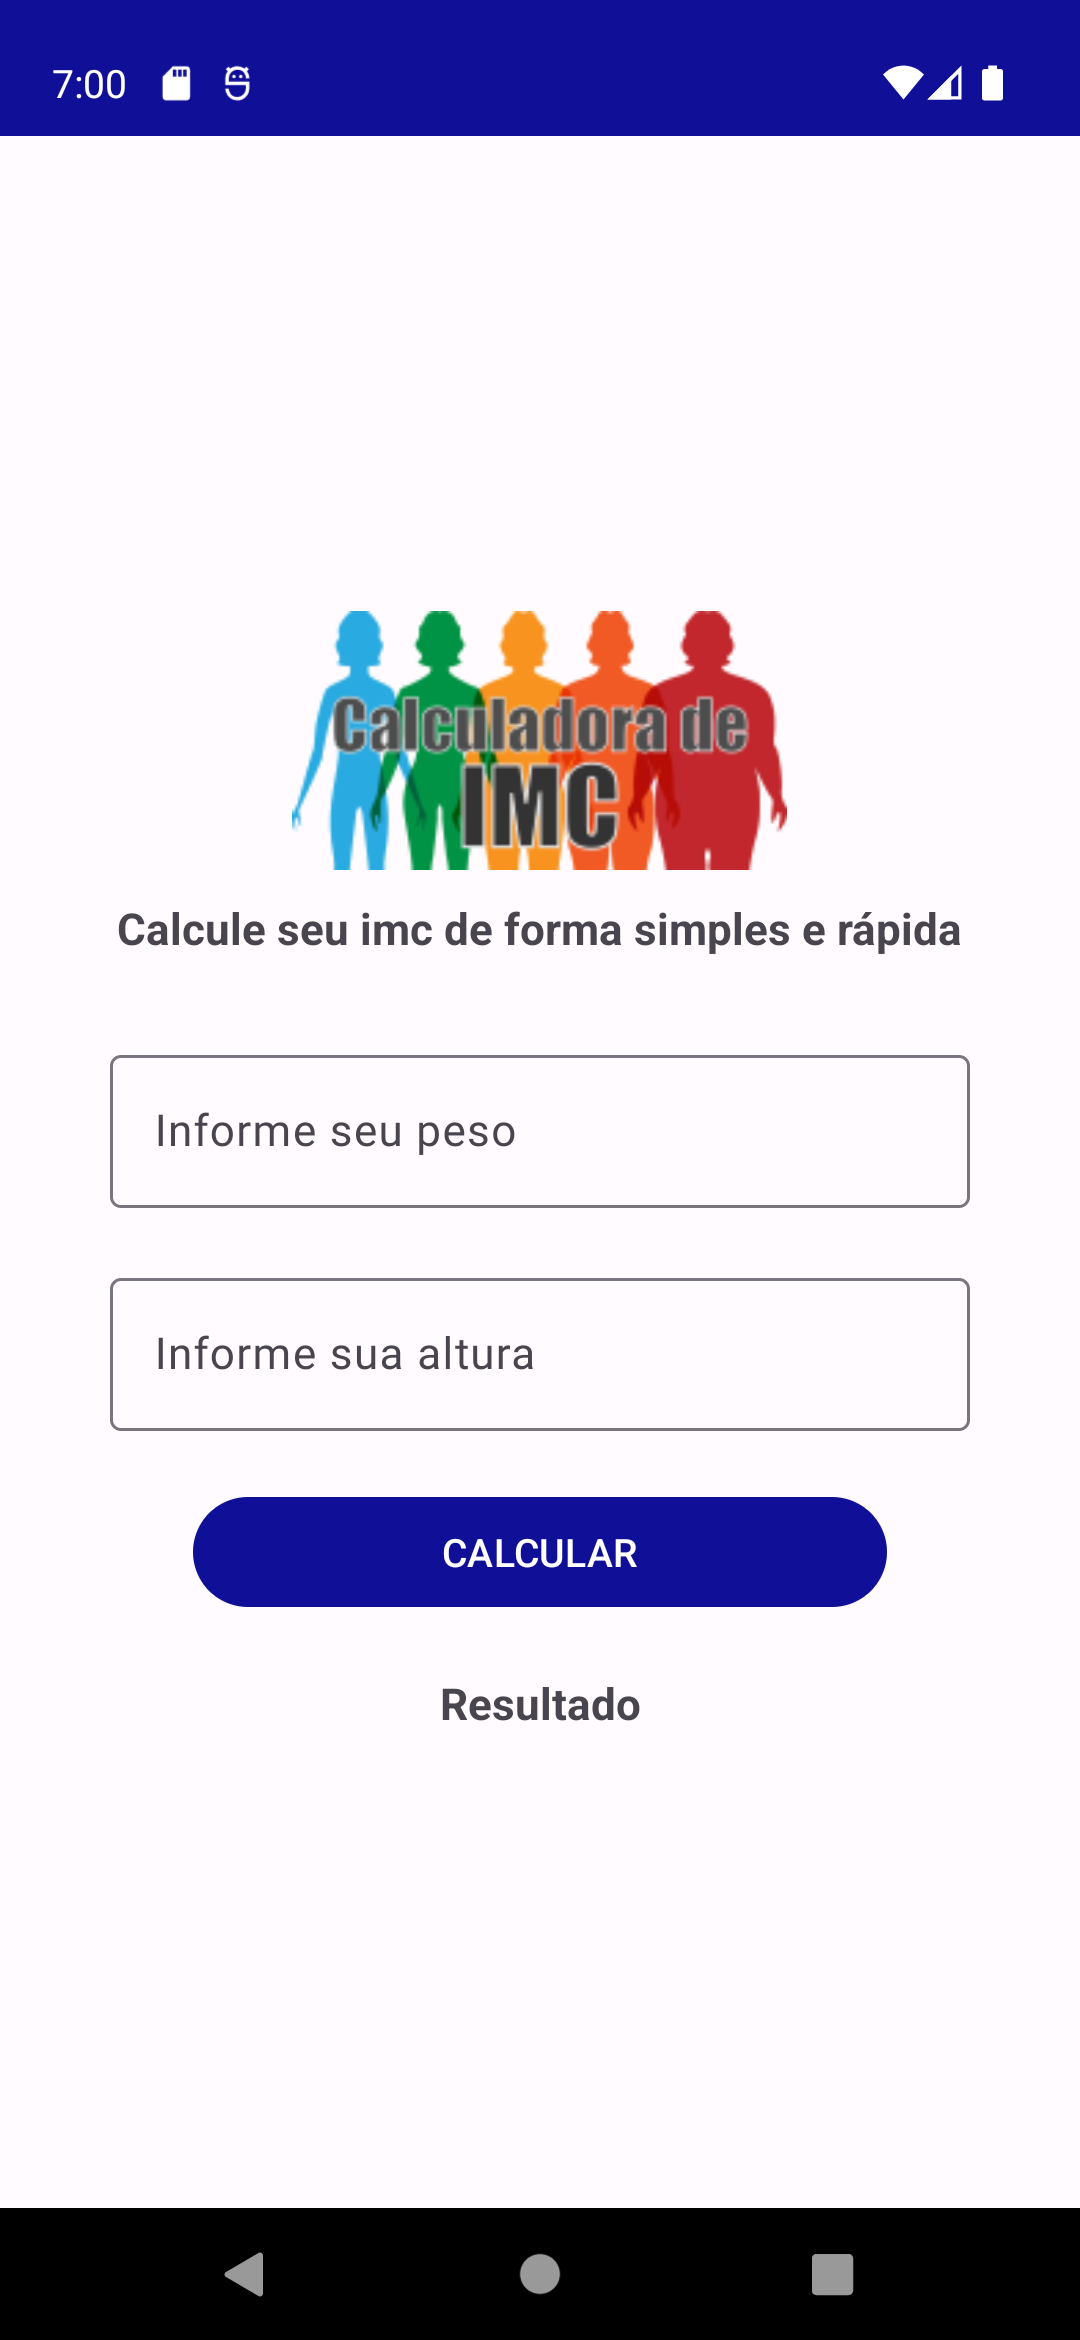 7:00
Calculadora de
IMC
Calcule seu imc de forma simples e rápida
Informe seu peso
Informe sua altura
CALCULAR
Resultado